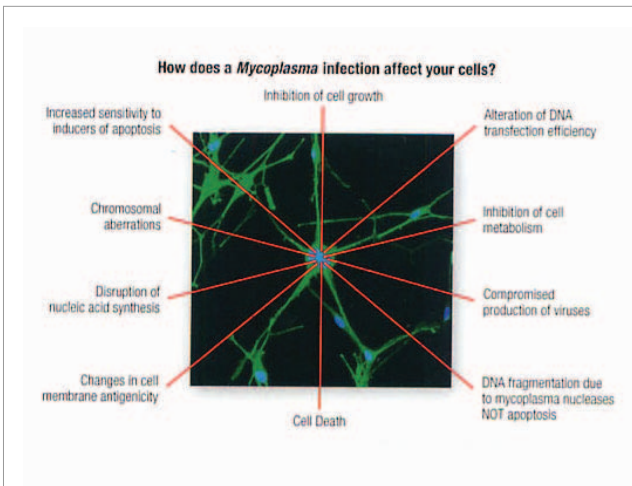 How does a Mycoplasma infection affect your cells?
Inhibition of cell growth
Increased sensitivity to
inducers of apoptosis
Alteration of DNA
transfection efficiency
Chromosomal
aberrations
Inhibition of cell
metabolism
Disruption of
nucleic acid synthesis
Compromised
production of viruses
Changes in cell
membrane antigenicity
DNA fragmentation due
to mycoplasma nucleases
NOT apoptosis
Cell Death